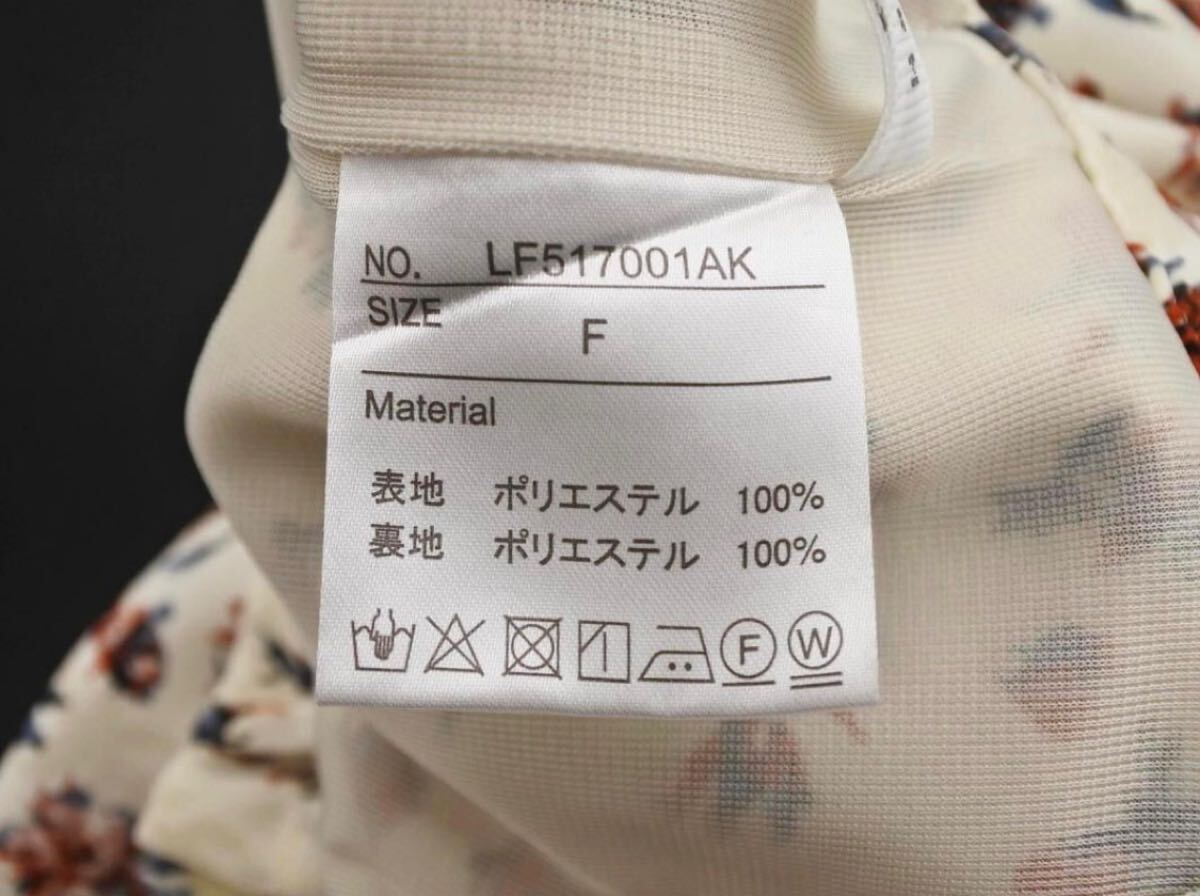 NO. LF517001AK
SIZE F
Material
表地 ポリエステル 100%
裏地 ポリエステル 100%
F W